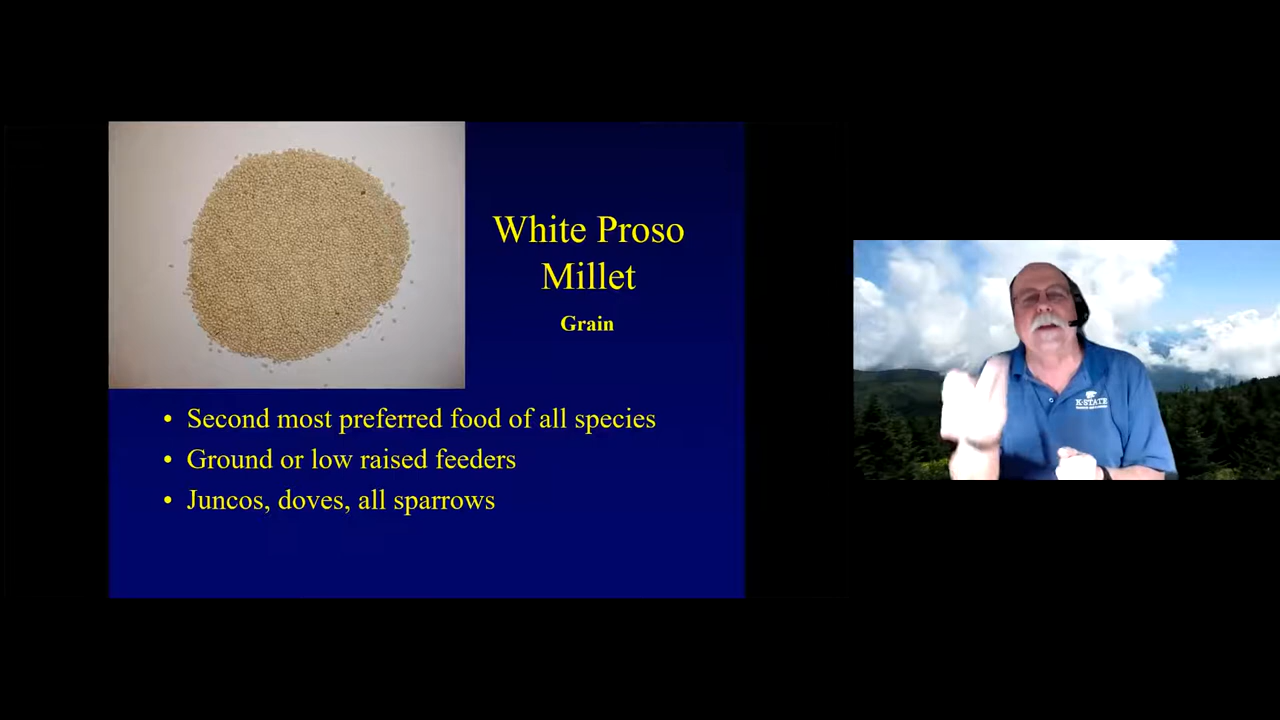 White Proso
Millet
Grain
• Second most preferred food of all species
• Ground or low raised feeders
• Juncos, doves, all sparrows
K-STATE